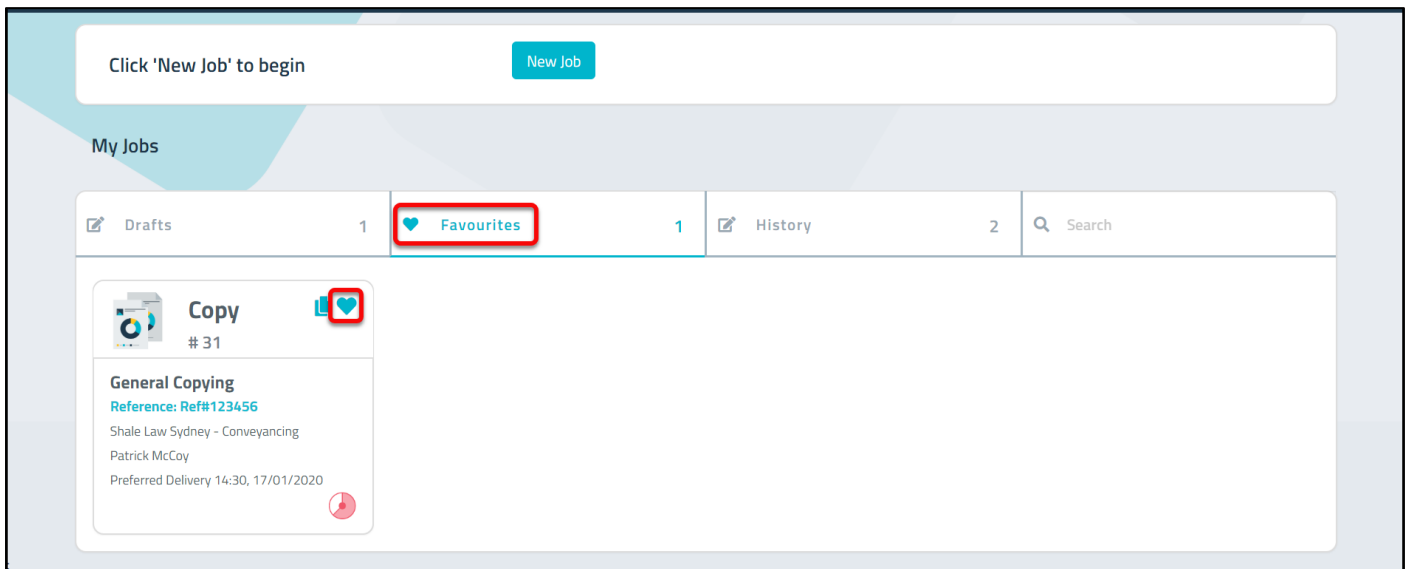 Click 'New Job' to begin
New Job
My Jobs
Drafts 1
Favourites 1
History 2
Search
Copy
# 31
General Copying
Reference: Ref#123456
Shale Law Sydney - Conveyancing
Patrick McCoy
Preferred Delivery 14:30, 17/01/2020